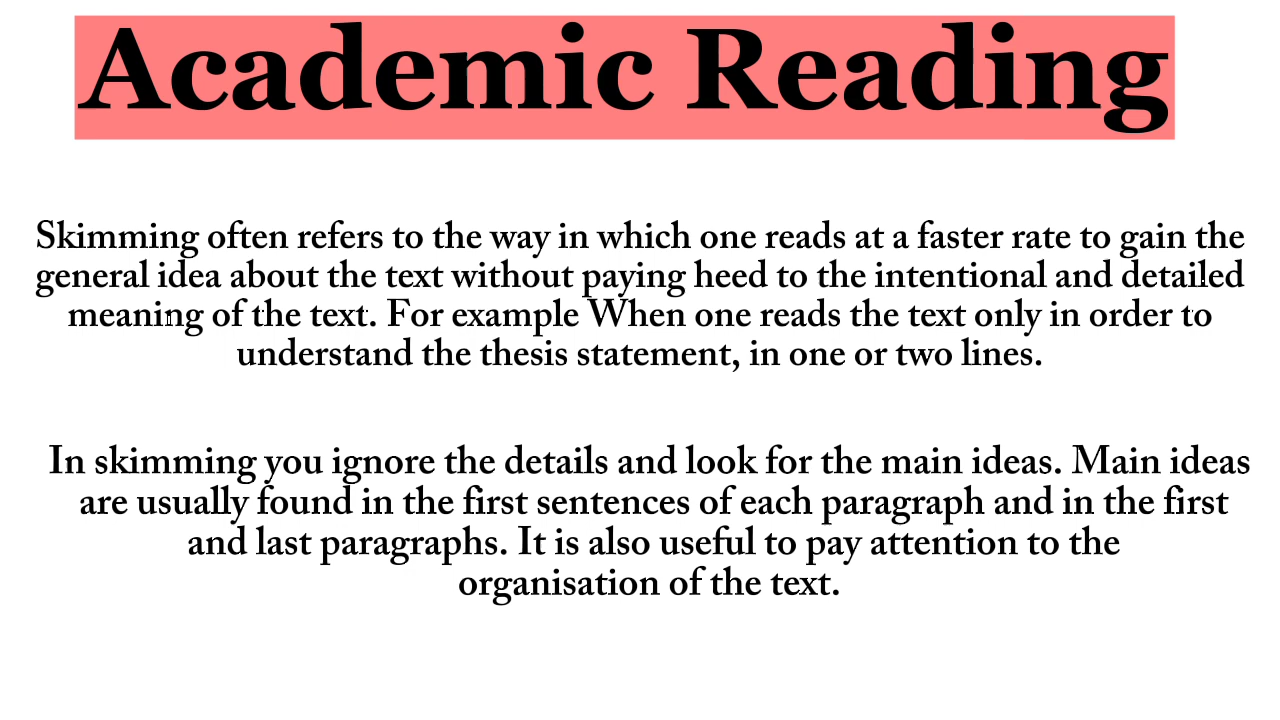 Academic Reading
Skimming often refers to the way in which one reads at a faster rate to gain the
general idea about the text without paying heed to the intentional and detailed
meaning of the text. For example When one reads the text only in order to
understand the thesis statement, in one or two lines.
In skimming you ignore the details and look for the main ideas. Main ideas
are usually found in the first sentences of each paragraph and in the first
and last paragraphs. It is also useful to pay attention to the
organisation of the text.